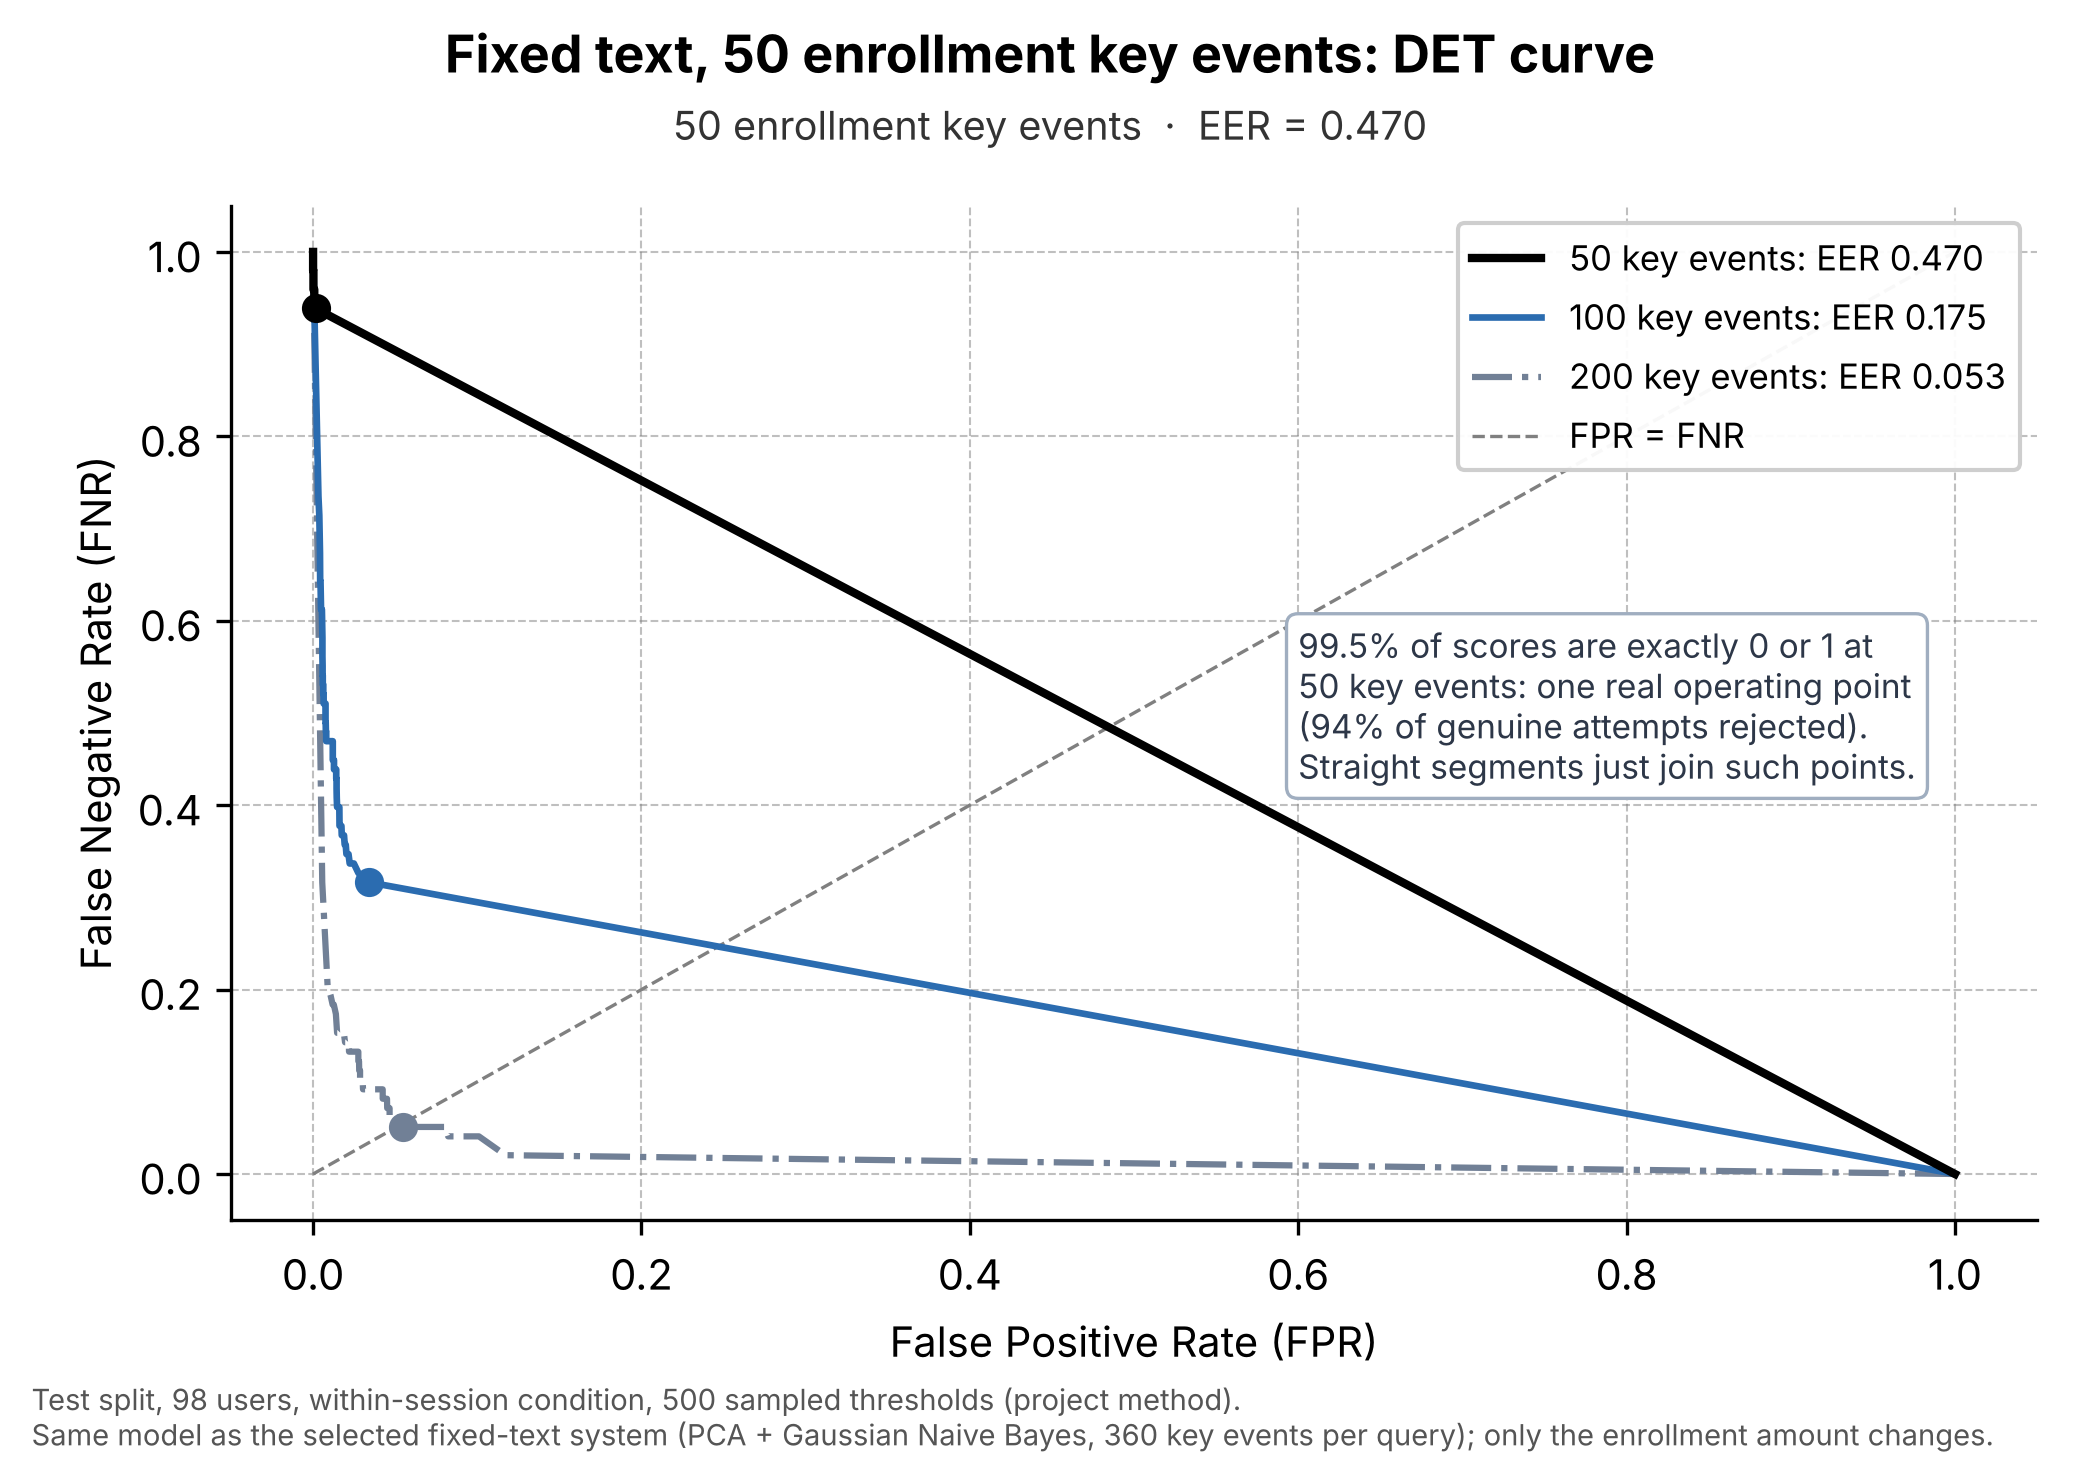 Fixed text, 50 enrollment key events: DET curve
50 enrollment key events · EER = 0.470
50 key events: EER 0.470
100 key events: EER 0.175
200 key events: EER 0.053
FPR = FNR
99.5% of scores are exactly 0 or 1 at
50 key events: one real operating point
(94% of genuine attempts rejected).
Straight segments just join such points.
False Negative Rate (FNR)
1.0
0.8
0.6
0.4
0.2
0.0
0.0 0.2 0.4 0.6 0.8 1.0
False Positive Rate (FPR)
Test split, 98 users, within-session condition, 500 sampled thresholds (project method).
Same model as the selected fixed-text system (PCA + Gaussian Naive Bayes, 360 key events per query); only the enrollment amount changes.